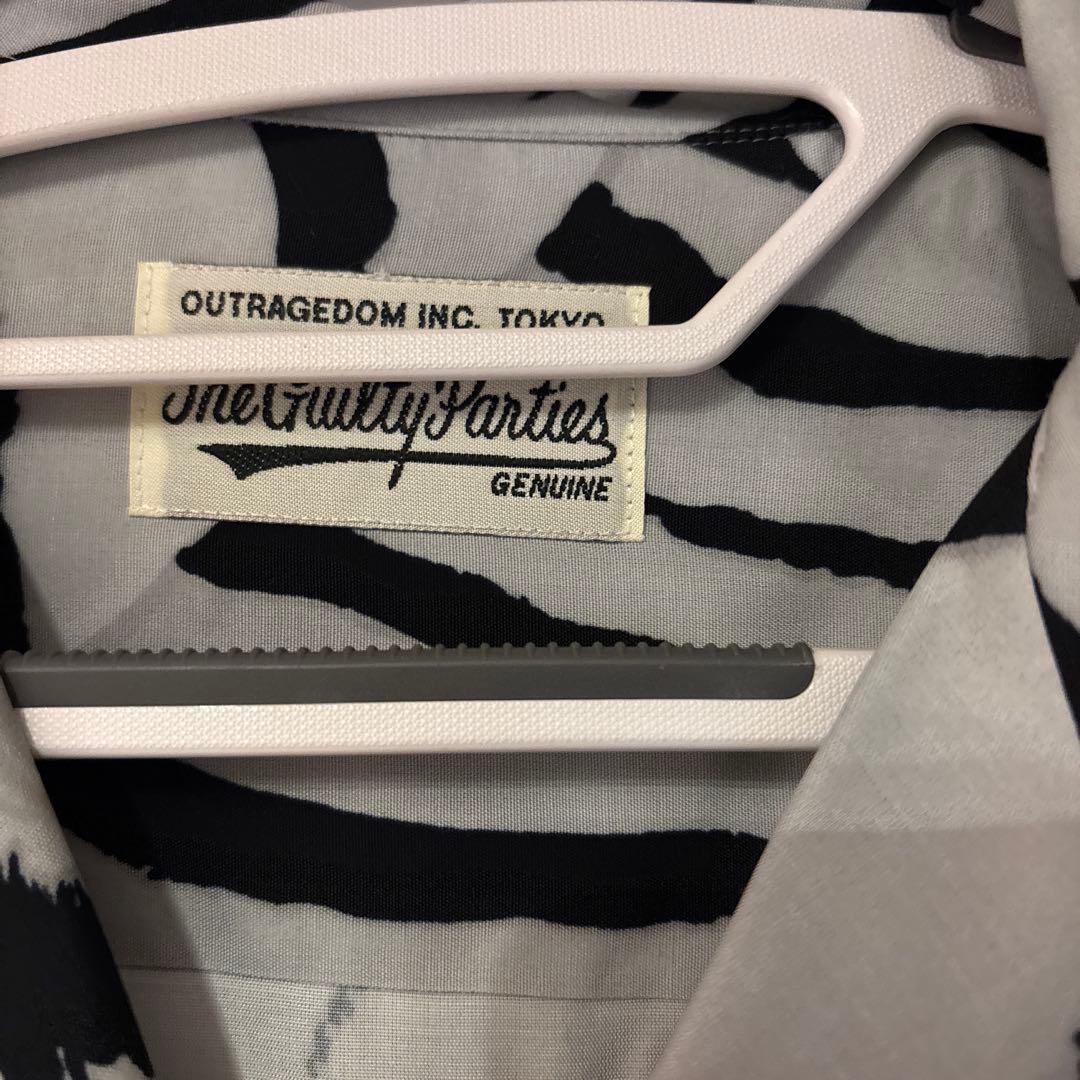 OUTRAGEDOM INC. TOKYO
The Guilty Parties
GENUINE